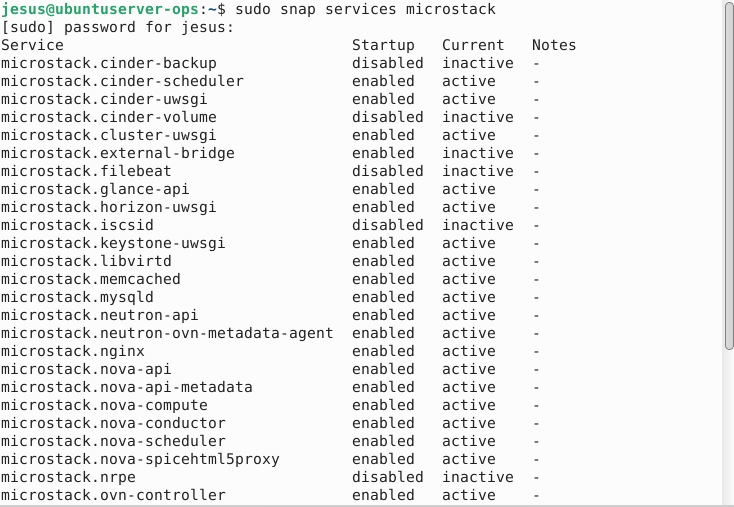 jesus@ubuntuserver-ops:~$ sudo snap services microstack
[sudo] password for jesus:
Service                                Startup   Current   Notes
microstack.cinder-backup               disabled  inactive  -
microstack.cinder-scheduler            enabled   active    -
microstack.cinder-uwsgi                enabled   active    -
microstack.cinder-volume               disabled  inactive  -
microstack.cluster-uwsgi               enabled   active    -
microstack.external-bridge             enabled   inactive  -
microstack.filebeat                    disabled  inactive  -
microstack.glance-api                  enabled   active    -
microstack.horizon-uwsgi               enabled   active    -
microstack.iscsid                      disabled  inactive  -
microstack.keystone-uwsgi              enabled   active    -
microstack.libvirtd                    enabled   active    -
microstack.memcached                   enabled   active    -
microstack.mysqld                      enabled   active    -
microstack.neutron-api                 enabled   active    -
microstack.neutron-ovn-metadata-agent  enabled   active    -
microstack.nginx                       enabled   active    -
microstack.nova-api                    enabled   active    -
microstack.nova-api-metadata           enabled   active    -
microstack.nova-compute                enabled   active    -
microstack.nova-conductor              enabled   active    -
microstack.nova-scheduler              enabled   active    -
microstack.nova-spicehtml5proxy        enabled   active    -
microstack.nrpe                        disabled  inactive  -
microstack.ovn-controller              enabled   active    -